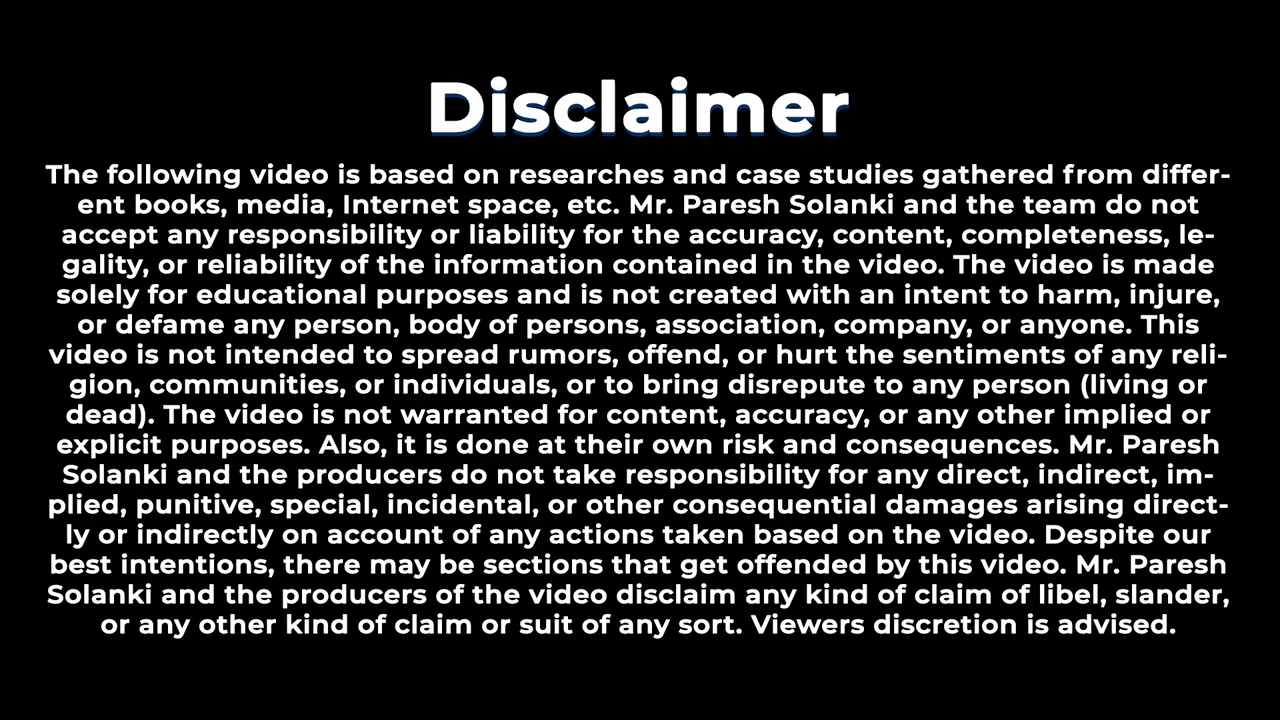 Disclaimer
The following video is based on researches and case studies gathered from differ-
ent books, media, Internet space, etc. Mr. Paresh Solanki and the team do not
accept any responsibility or liability for the accuracy, content, completeness, le-
gality, or reliability of the information contained in the video. The video is made
solely for educational purposes and is not created with an intent to harm, injure,
or defame any person, body of persons, association, company, or anyone. This
video is not intended to spread rumors, offend, or hurt the sentiments of any reli-
gion, communities, or individuals, or to bring disrepute to any person (living or
dead). The video is not warranted for content, accuracy, or any other implied or
explicit purposes. Also, it is done at their own risk and consequences. Mr. Paresh
Solanki and the producers do not take responsibility for any direct, indirect, im-
plied, punitive, special, incidental, or other consequential damages arising direct-
ly or indirectly on account of any actions taken based on the video. Despite our
best intentions, there may be sections that get offended by this video. Mr. Paresh
Solanki and the producers of the video disclaim any kind of claim of libel, slander,
or any other kind of claim or suit of any sort. Viewers discretion is advised.